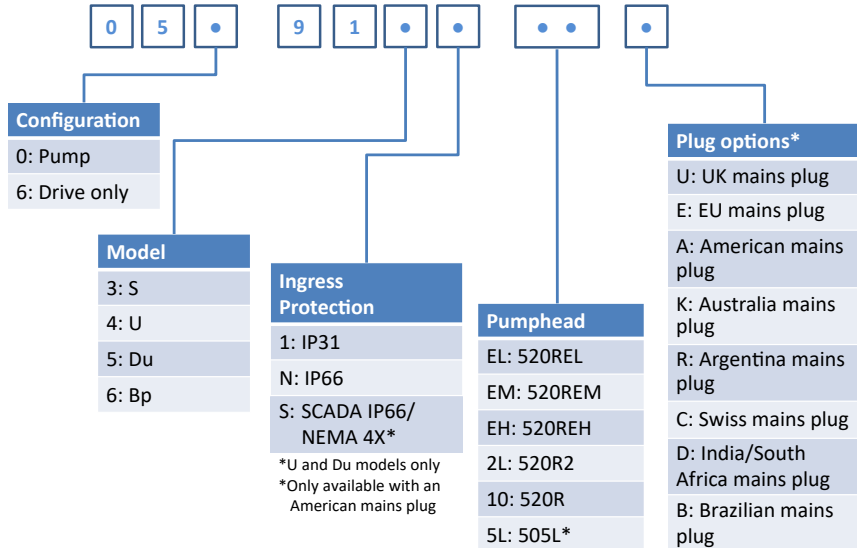 0 5 • 9 1 • • • • •
Configuration
0: Pump
6: Drive only
Model
3: S
4: U
5: Du
6: Bp
Ingress
Protection
1: IP31
N: IP66
S: SCADA IP66/
NEMA 4X*
*U and Du models only
*Only available with an
American mains plug
Pumphead
EL: 520REL
EM: 520REM
EH: 520REH
2L: 520R2
10: 520R
5L: 505L*
Plug options*
U: UK mains plug
E: EU mains plug
A: American mains
plug
K: Australia mains
plug
R: Argentina mains
plug
C: Swiss mains plug
D: India/South
Africa mains plug
B: Brazilian mains
plug